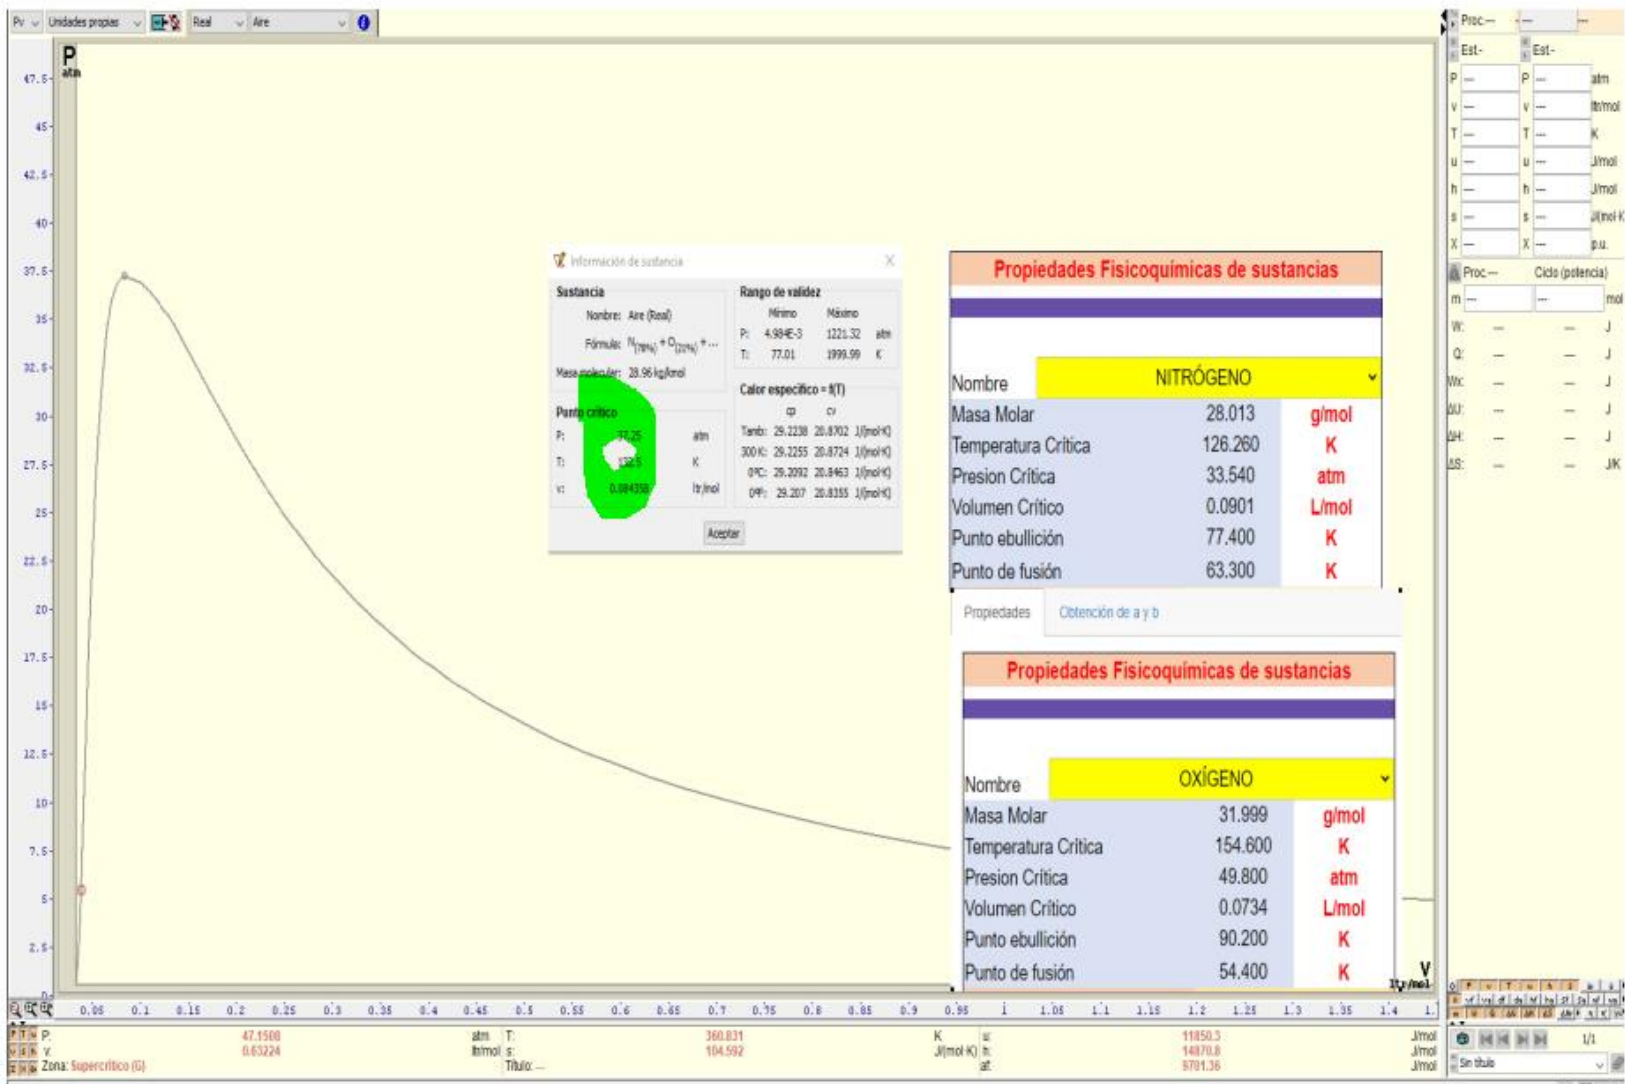 Pv Unidades propias Real Aire
P
atm
47.5
45
42.5
40
37.5
35
32.5
30
27.5
25
22.5
20
17.5
15
12.5
10
7.5
5
2.5
0
0.05 0.1 0.15 0.2 0.25 0.3 0.35 0.4 0.45 0.5 0.55 0.6 0.65 0.7 0.75 0.8 0.85 0.9 0.95 1 1.05 1.1 1.15 1.2 1.25 1.3 1.35 1.4
V
ltr/mol
Información de sustancia
Sustancia
Nombre: Aire (Real)
Fórmula: N(78%) + O(21%) + ...
Masa molecular: 28.96 kg/kmol
Punto crítico
P: 37.25 atm
T: 132.5 K
v: 0.084358 ltr/mol
Rango de validez
Mínimo Máximo
P: 4.984E-3 1221.32 atm
T: 77.01 1999.99 K
Calor específico = f(T)
cp cv
Tamb: 29.2238 20.8702 J/(mol·K)
300 K: 29.2255 20.8724 J/(mol·K)
0ºC: 29.2092 20.8463 J/(mol·K)
0ºF: 29.207 20.8355 J/(mol·K)
Aceptar
Propiedades Fisicoquímicas de sustancias
Nombre NITRÓGENO
Masa Molar 28.013 g/mol
Temperatura Crítica 126.260 K
Presion Crítica 33.540 atm
Volumen Crítico 0.0901 L/mol
Punto ebullición 77.400 K
Punto de fusión 63.300 K
Propiedades Obtención de a y b
Propiedades Fisicoquímicas de sustancias
Nombre OXÍGENO
Masa Molar 31.999 g/mol
Temperatura Crítica 154.600 K
Presion Crítica 49.800 atm
Volumen Crítico 0.0734 L/mol
Punto ebullición 90.200 K
Punto de fusión 54.400 K
Proc.--- --- ---
Est- Est-
P --- P --- atm
v --- v --- ltr/mol
T --- T --- K
u --- u --- J/mol
h --- h --- J/mol
s --- s --- J/(mol·K
X --- X --- p.u.
Proc.--- Ciclo (potencia)
m --- --- mol
W: --- --- J
Q: --- --- J
Wx: --- --- J
ΔU: --- --- J
ΔH: --- --- J
ΔS: --- --- J/K
P: 47.1508 atm T: 360.831 K u: 11850.3 J/mol
v: 0.63224 ltr/mol s: 104.592 J/(mol·K) h: 14870.8 J/mol
Zona: Supercrítico (G) Título: --- at: 9701.36 J/mol
1/1
Sin título